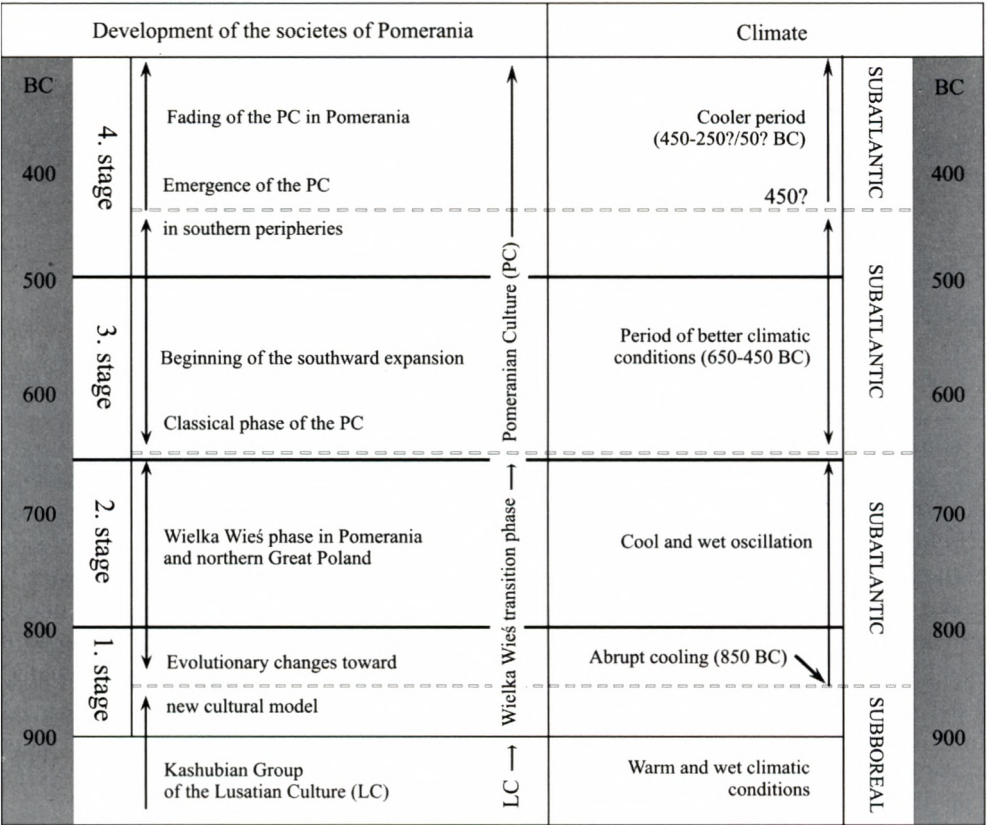 Development of the societes of Pomerania
Climate
BC
BC
4. stage
Fading of the PC in Pomerania
Cooler period
(450-250?/50? BC)
SUBATLANTIC
400
400
Emergence of the PC
450?
in southern peripheries
500
500
3. stage
Beginning of the southward expansion
Pomeranian Culture (PC)
Period of better climatic
conditions (650-450 BC)
SUBATLANTIC
600
600
Classical phase of the PC
2. stage
700
700
Wielka Wieś phase in Pomerania
and northern Great Poland
Wielka Wieś transition phase
Cool and wet oscillation
SUBATLANTIC
800
800
1. stage
Evolutionary changes toward
Abrupt cooling (850 BC)
new cultural model
900
900
Kashubian Group
of the Lusatian Culture (LC)
LC
Warm and wet climatic
conditions
SUBBOREAL